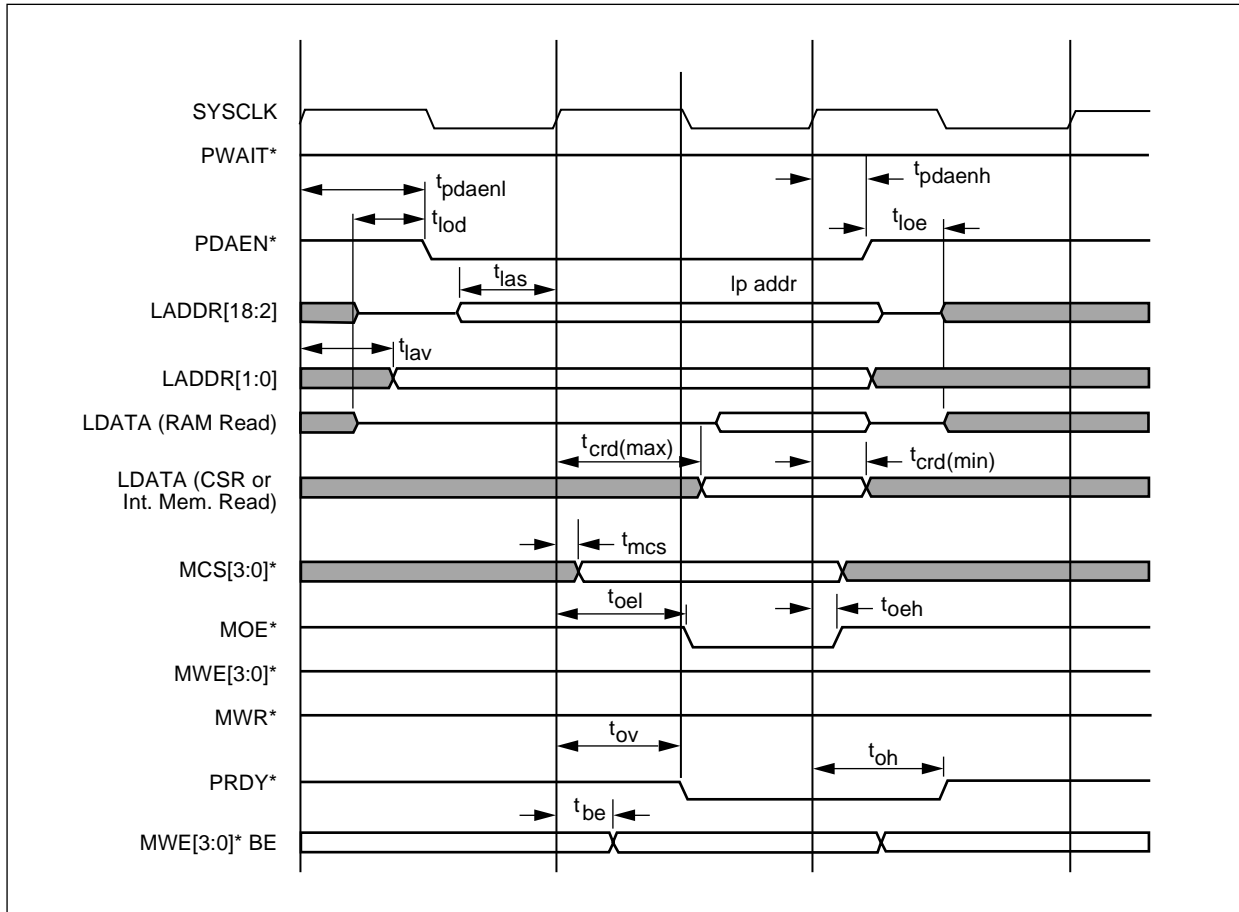 SYSCLK
PWAIT*
tpdaenl
tpdaenh
tlod
tloe
PDAEN*
tlas
lp addr
LADDR[18:2]
tlav
LADDR[1:0]
LDATA (RAM Read)
tcrd(max)
tcrd(min)
LDATA (CSR or
Int. Mem. Read)
tmcs
MCS[3:0]*
toel
toeh
MOE*
MWE[3:0]*
MWR*
tov
toh
PRDY*
tbe
MWE[3:0]* BE